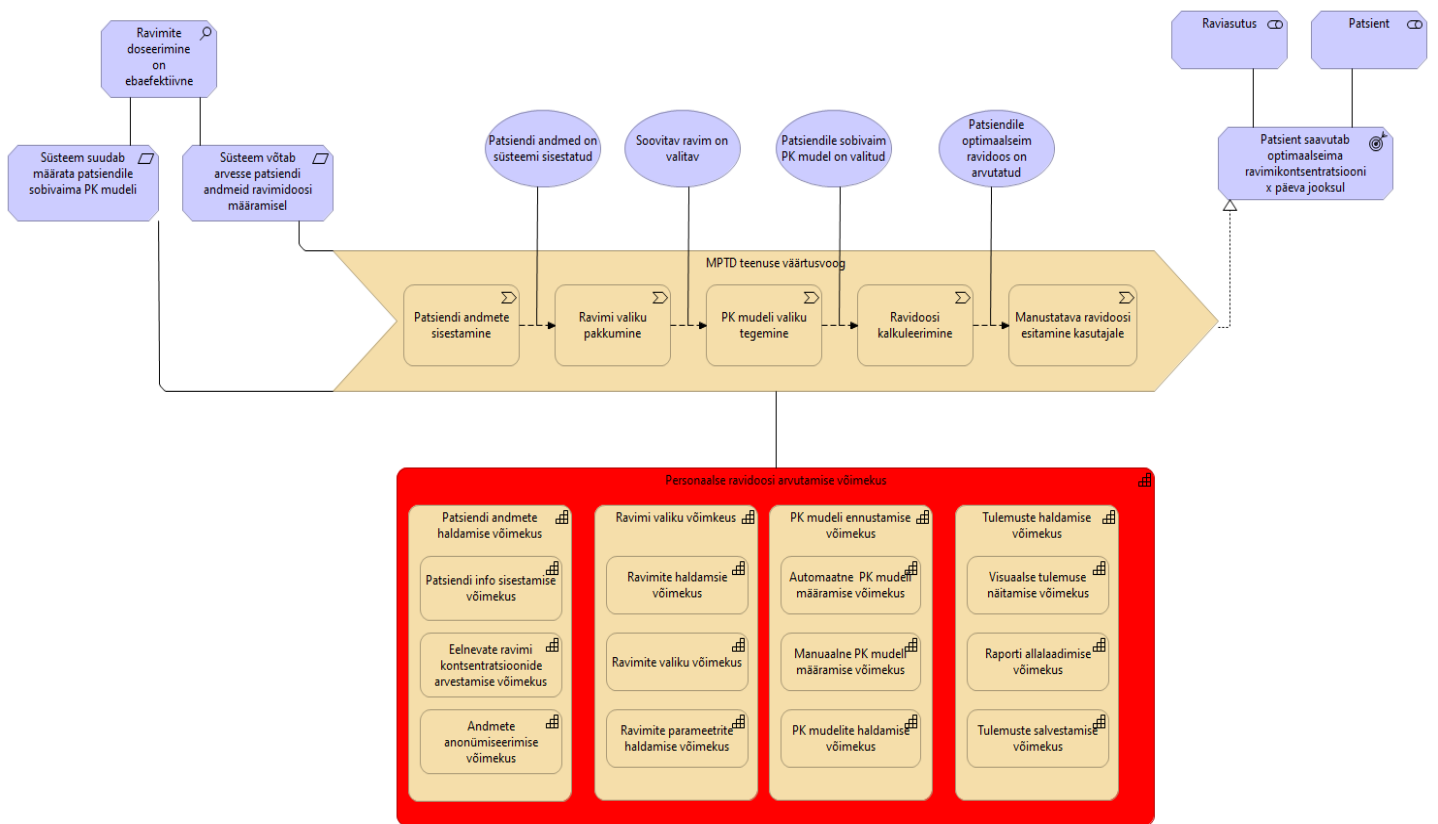 Ravimite
doseerimine
on
ebaefektiivne
Raviasutus
Patsient
Süsteem suudab
määrata patsiendile
sobivaima PK mudeli
Süsteem võtab
arvesse patsiendi
andmeid ravimidoosi
määramisel
Patsiendi andmed on
süsteemi sisestatud
Soovitav ravim on
valitav
Patsiendile sobivaim
PK mudel on valitud
Patsiendile
optimaalseim
ravidoos on
arvutatud
Patsient saavutab
optimaalseima
ravimikontsentratsiooni
x päeva jooksul
MPTD teenuse väärtusvoog
Patsiendi andmete
sisestamine
Ravimi valiku
pakkumine
PK mudeli valiku
tegemine
Ravidoosi
kalkuleerimine
Manustatava ravidoosi
esitamine kasutajale
Personaalse ravidoosi arvutamise võimekus
Patsiendi andmete
haldamise võimekus
Patsiendi info sisestamise
võimekus
Eelnevate ravimi
kontsentratsioonide
arvestamise võimekus
Andmete
anonümiseerimise
võimekus
Ravimi valiku võimkeus
Ravimite haldamsie
võimekus
Ravimite valiku võimekus
Ravimite parameetrite
haldamise võimekus
PK mudeli ennustamise
võimekus
Automaatne PK mudeli
määramise võimekus
Manuaalne PK mudeli
määramise võimekus
PK mudelite haldamise
võimekus
Tulemuste haldamise
võimekus
Visuaalse tulemuse
näitamise võimekus
Raporti allalaadimise
võimekus
Tulemuste salvestamise
võimekus